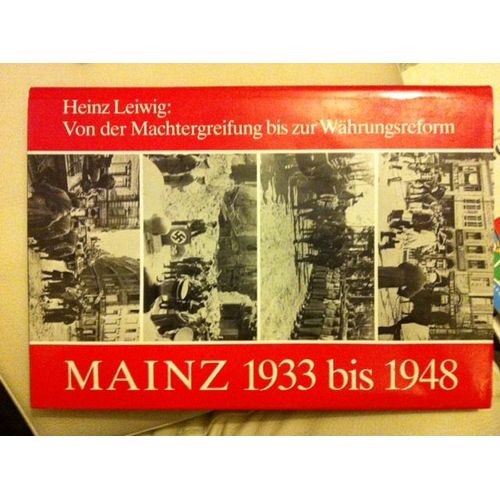 Heinz Leiwig:
Von der Machtergreifung bis zur Währungsreform
MAINZ 1933 bis 1948